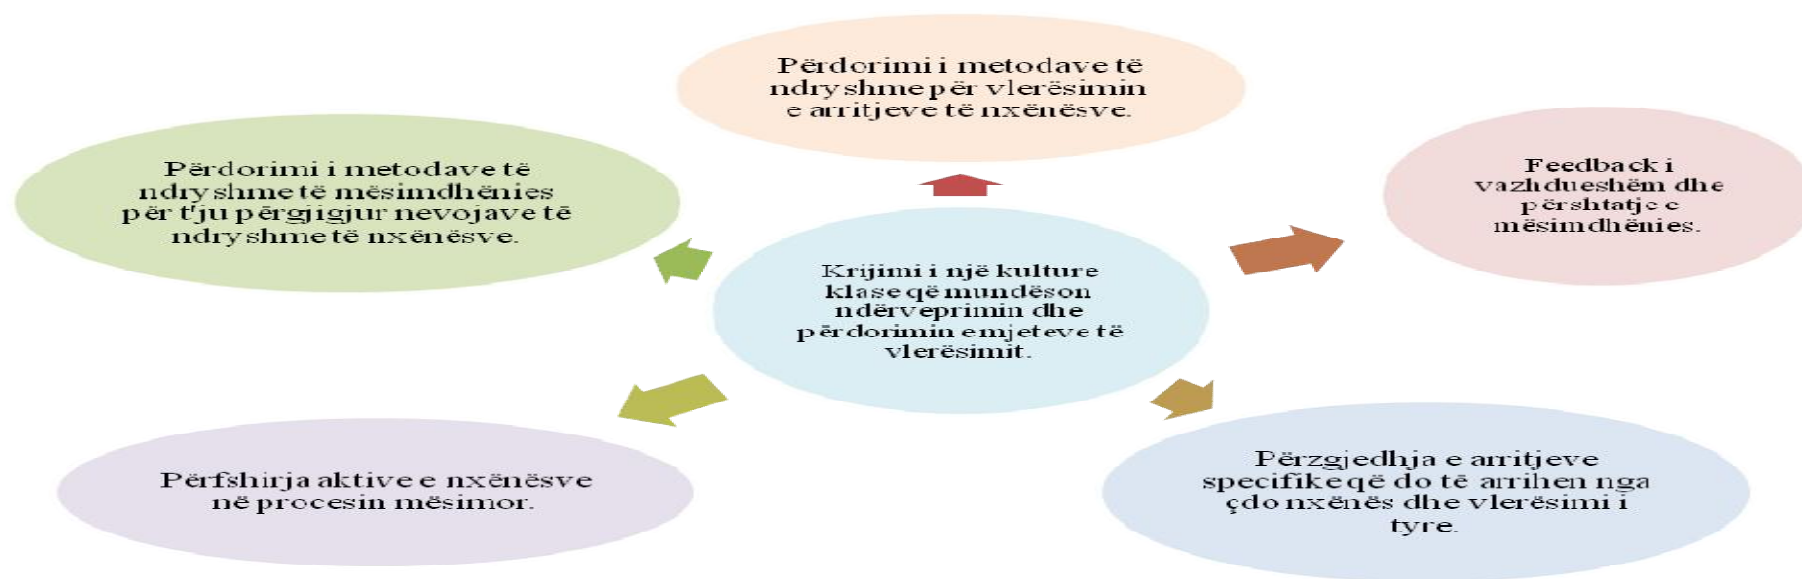 Përdorimi i metodave të
ndryshme për vlerësimin
e arritjeve të nxënësve.
Përdorimi i metodave të
ndryshme të mësimdhënies
për t'ju përgjigjur nevojave të
ndryshme të nxënësve.
Feedback i
vazhdueshëm dhe
përshtatje e
mësimdhënies.
Krijimi i një kulture
klase që mundëson
ndërveprimin dhe
përdorimin e mjeteve të
vlerësimit.
Përfshirja aktive e nxënësve
në procesin mësimor.
Përzgjedhja e arritjeve
specifike që do të arrihen nga
çdo nxënës dhe vlerësimi i
tyre.